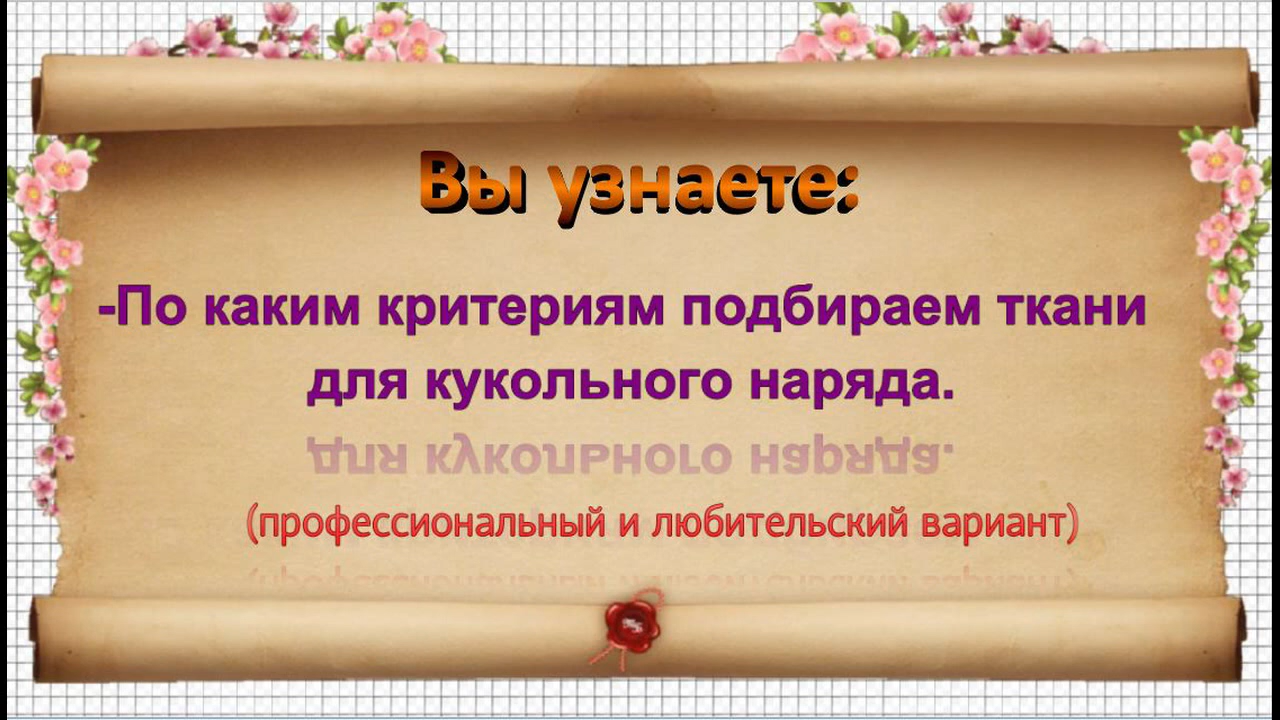 Вы узнаете:
-По каким критериям подбираем ткани
для кукольного наряда.
(профессиональный и любительский вариант)